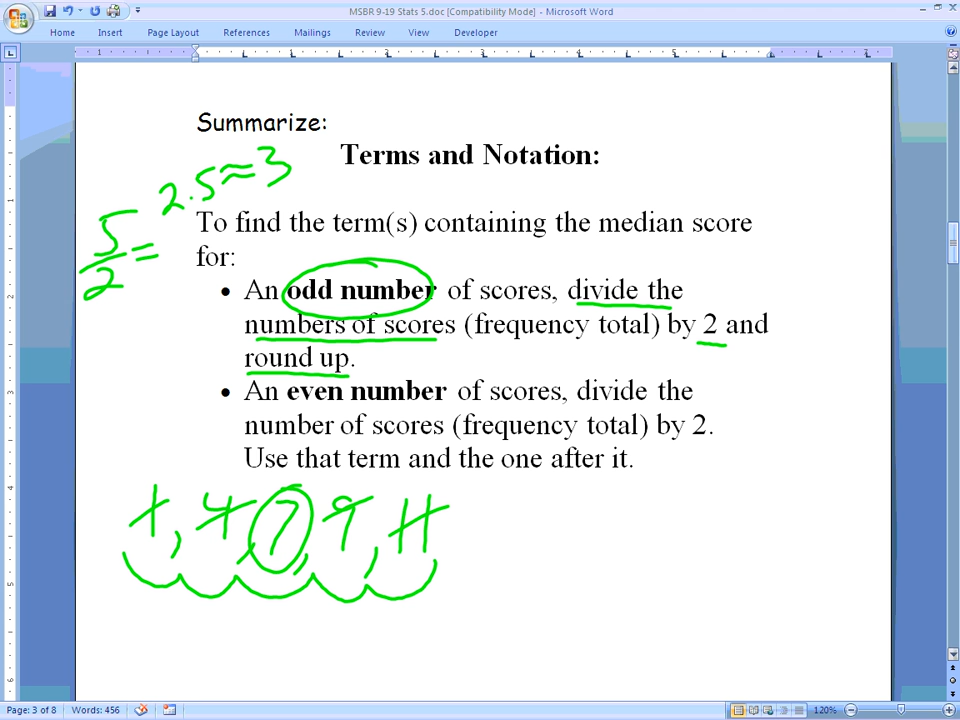 MSBR 9-19 Stats 5.doc [Compatibility Mode] - Microsoft Word
Home Insert Page Layout References Mailings Review View Developer
Summarize:
Terms and Notation:
2.5≈3
5/2 =
To find the term(s) containing the median score
for:
• An odd number of scores, divide the
numbers of scores (frequency total) by 2 and
round up.
• An even number of scores, divide the
number of scores (frequency total) by 2.
Use that term and the one after it.
1, 4, 7, 9, 11
Page: 3 of 8 Words: 456 120%